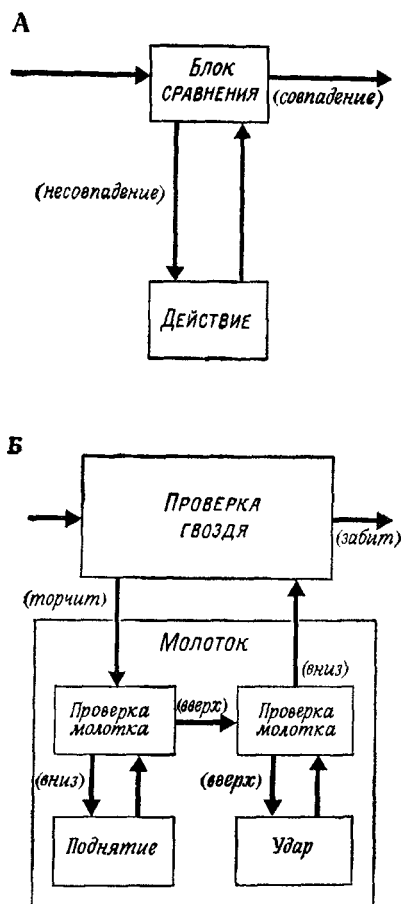 А
БЛОК
СРАВНЕНИЯ
(совпадение)
(несовпадение)
ДЕЙСТВИЕ
Б
ПРОВЕРКА
ГВОЗДЯ
(забит)
(торчит)
МОЛОТОК
(вниз)
Проверка
молотка
(вверх)
Проверка
молотка
(вниз)
(вверх)
Поднятие
Удар